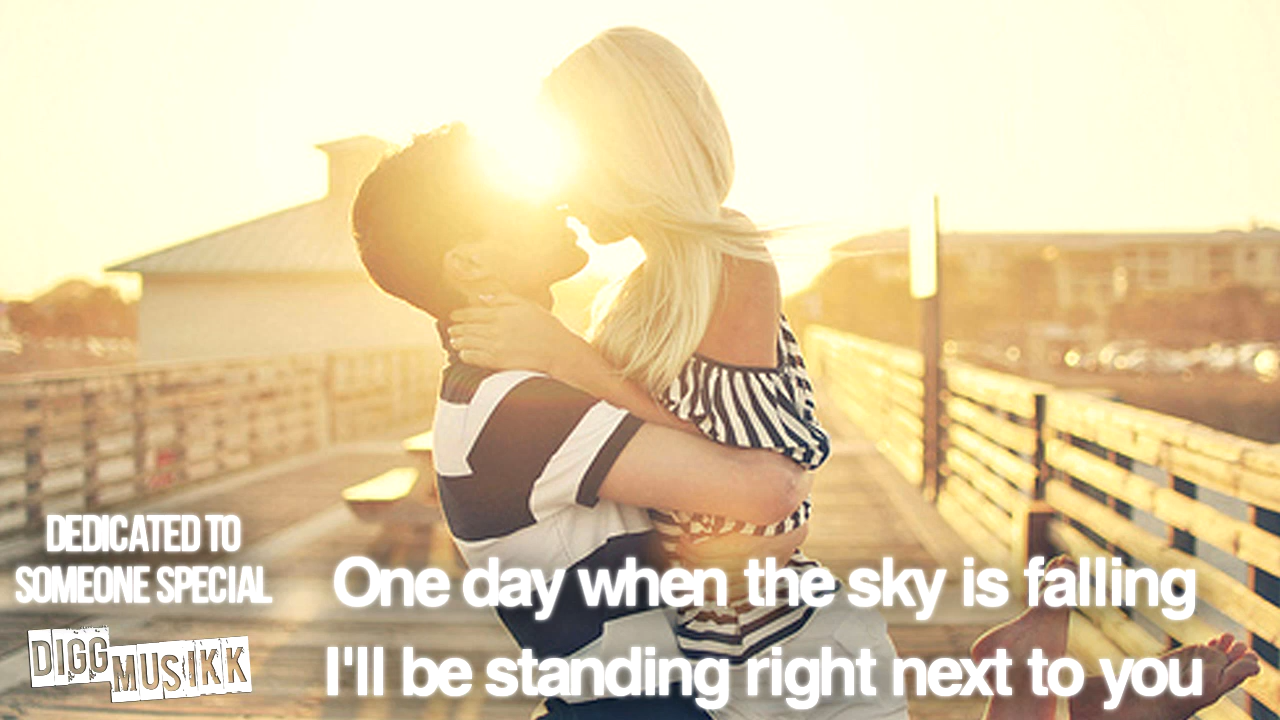 DEDICATED TO
SOMEONE SPECIAL
DIGG
MUSIKK
One day when the sky is falling
I'll be standing right next to you